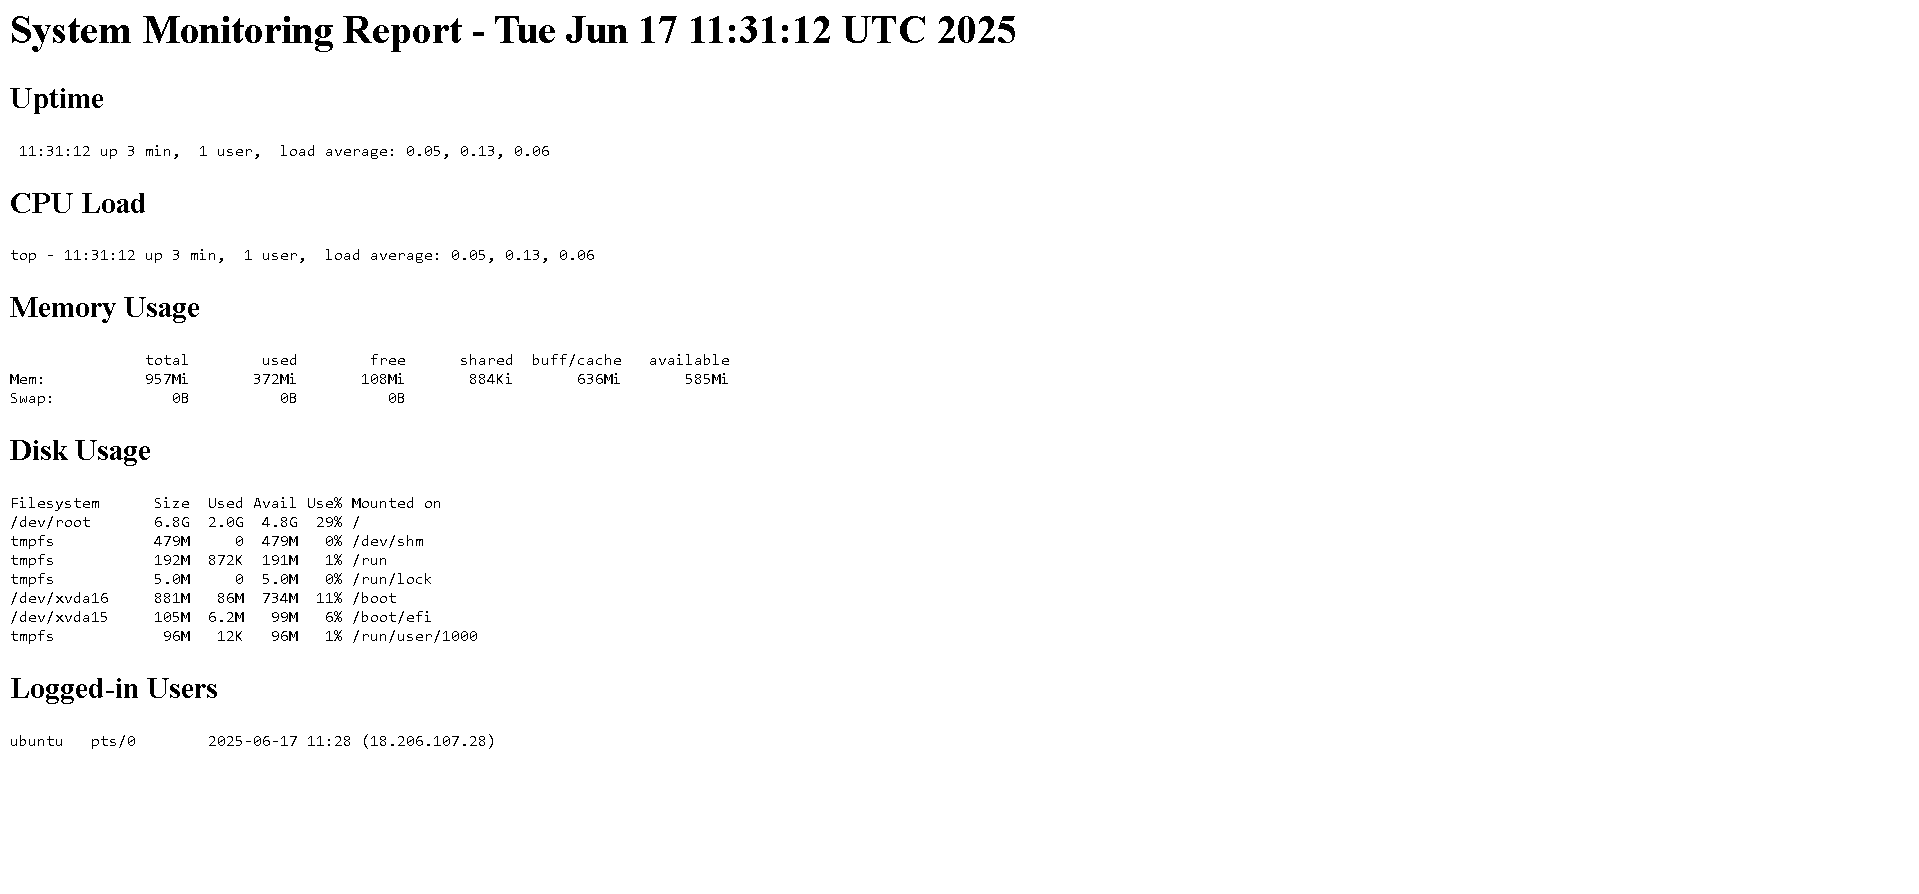 System Monitoring Report - Tue Jun 17 11:31:12 UTC 2025
Uptime
 11:31:12 up 3 min,  1 user,  load average: 0.05, 0.13, 0.06
CPU Load
top - 11:31:12 up 3 min,  1 user,  load average: 0.05, 0.13, 0.06
Memory Usage
               total        used        free      shared  buff/cache   available
Mem:           957Mi       372Mi       108Mi       884Ki       636Mi       585Mi
Swap:             0B          0B          0B
Disk Usage
Filesystem      Size  Used Avail Use% Mounted on
/dev/root       6.8G  2.0G  4.8G  29% /
tmpfs           479M     0  479M   0% /dev/shm
tmpfs           192M  872K  191M   1% /run
tmpfs           5.0M     0  5.0M   0% /run/lock
/dev/xvda16     881M   86M  734M  11% /boot
/dev/xvda15     105M  6.2M   99M   6% /boot/efi
tmpfs            96M   12K   96M   1% /run/user/1000
Logged-in Users
ubuntu   pts/0        2025-06-17 11:28 (18.206.107.28)